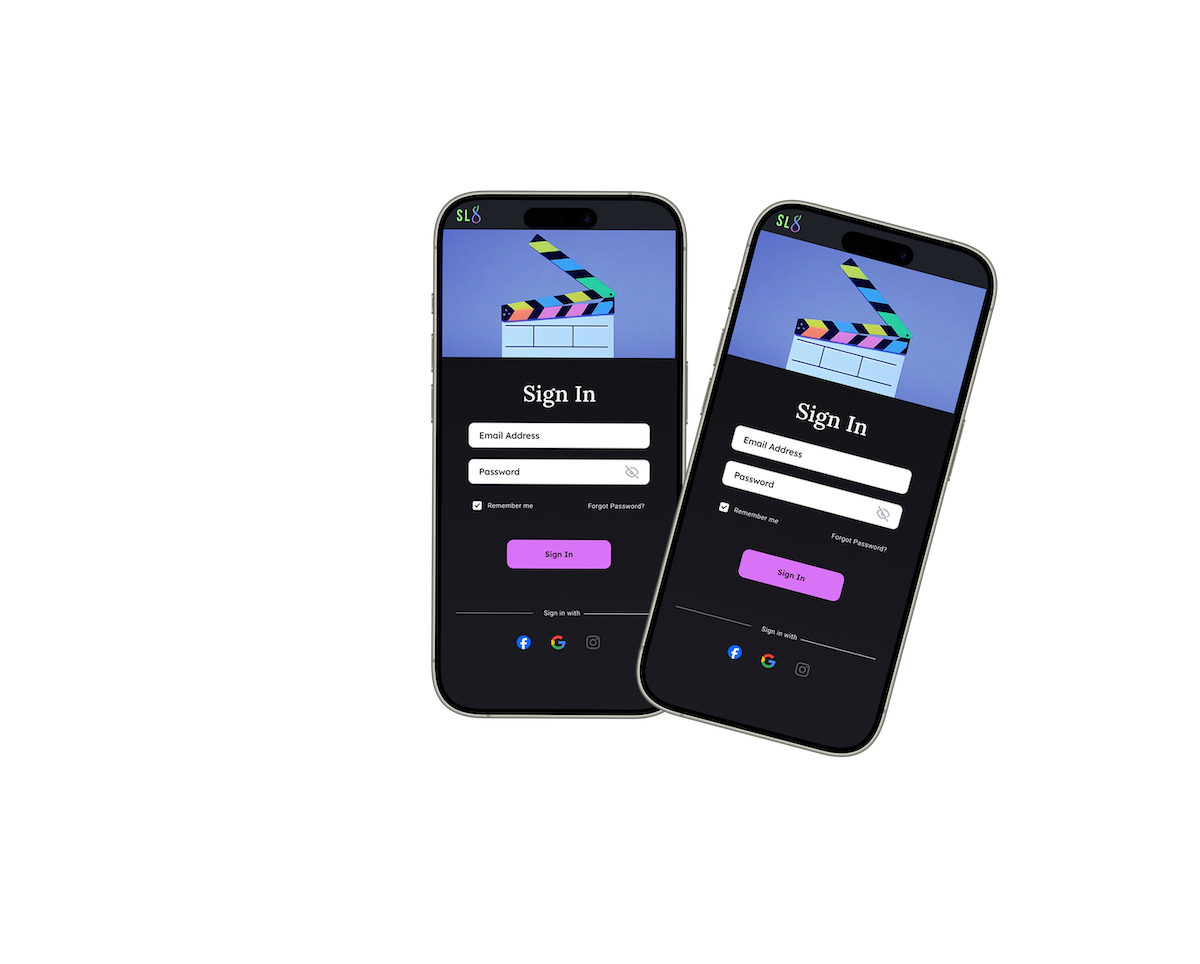 SL8
Sign In
Email Address
Password
Remember me Forgot Password?
Sign In
Sign in with
SL8
Sign In
Email Address
Password
Remember me
Forgot Password?
Sign In
Sign in with